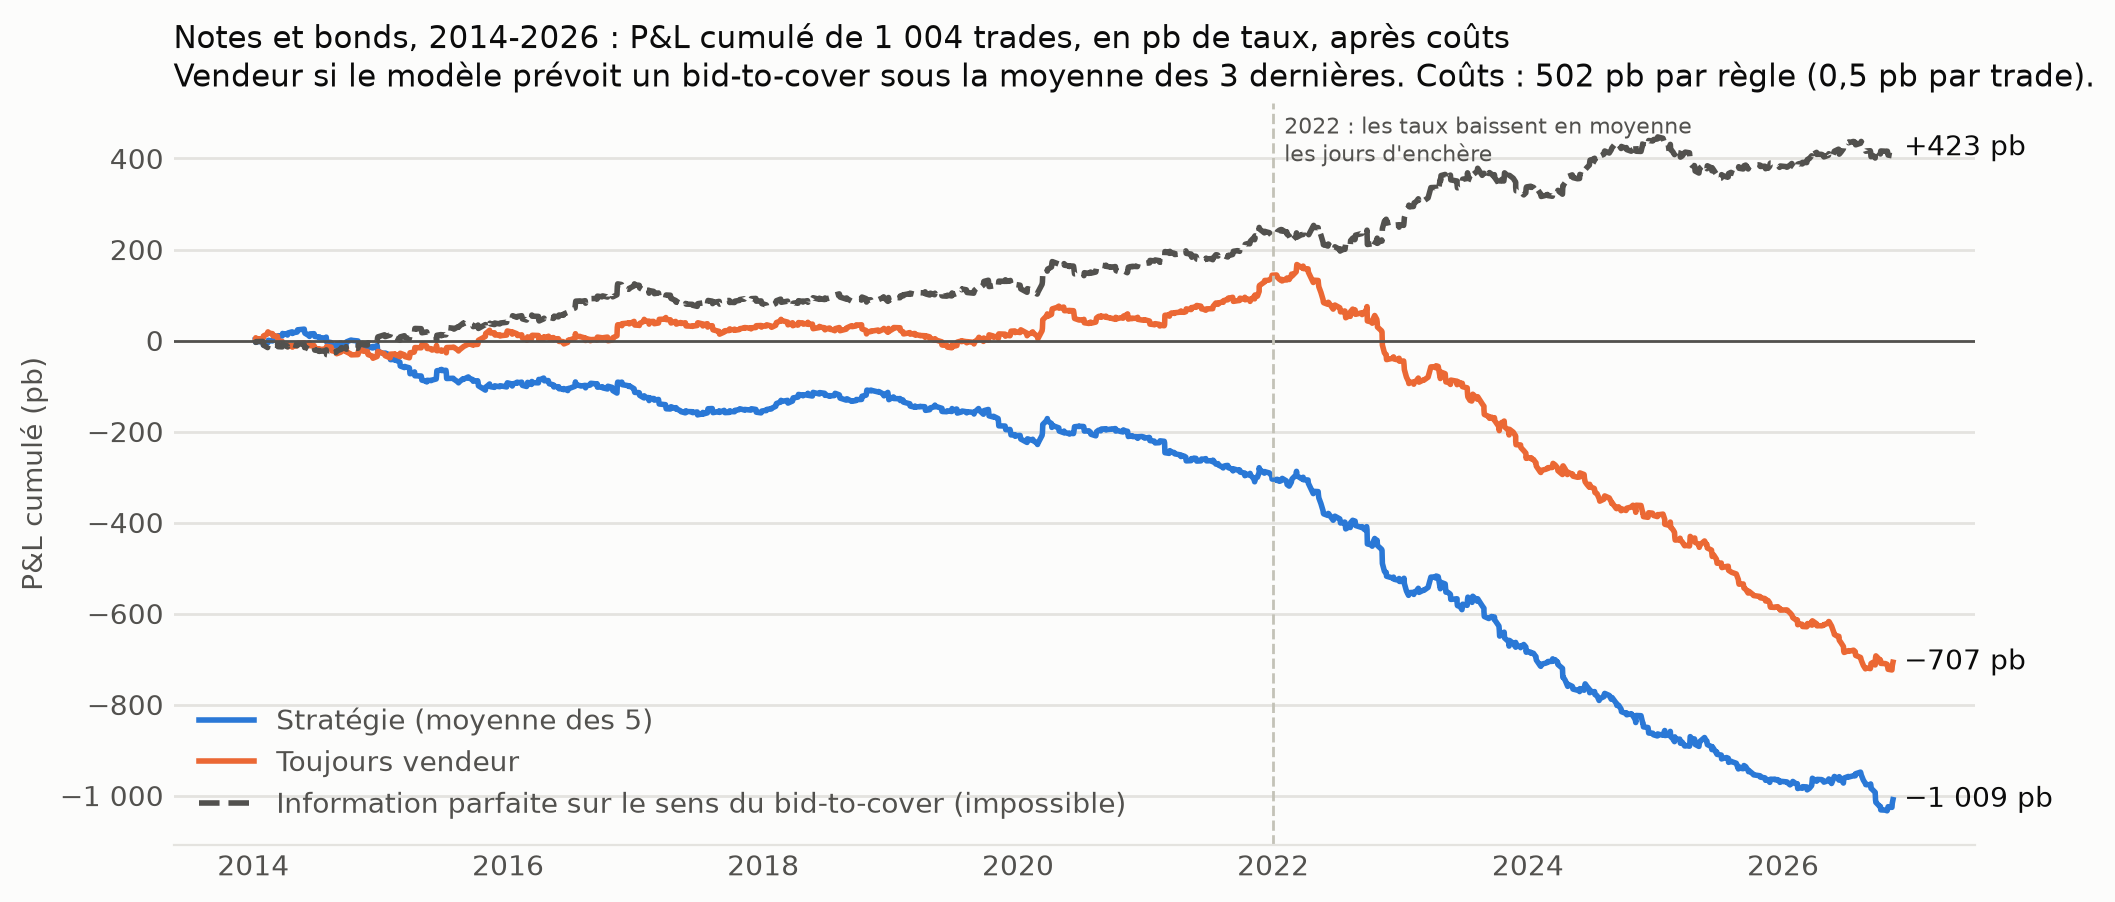 Notes et bonds, 2014-2026 : P&L cumulé de 1 004 trades, en pb de taux, après coûts
Vendeur si le modèle prévoit un bid-to-cover sous la moyenne des 3 dernières. Coûts : 502 pb par règle (0,5 pb par trade).
2022 : les taux baissent en moyenne
les jours d'enchère
+423 pb
−707 pb
−1 009 pb
P&L cumulé (pb)
400
200
0
−200
−400
−600
−800
−1 000
Stratégie (moyenne des 5)
Toujours vendeur
Information parfaite sur le sens du bid-to-cover (impossible)
2014 2016 2018 2020 2022 2024 2026